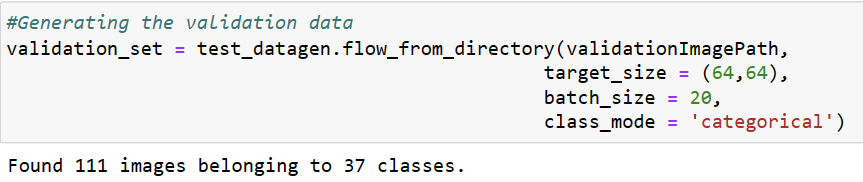 #Generating the validation data
validation_set = test_datagen.flow_from_directory(validationImagePath,
target_size = (64,64),
batch_size = 20,
class_mode = 'categorical')
Found 111 images belonging to 37 classes.